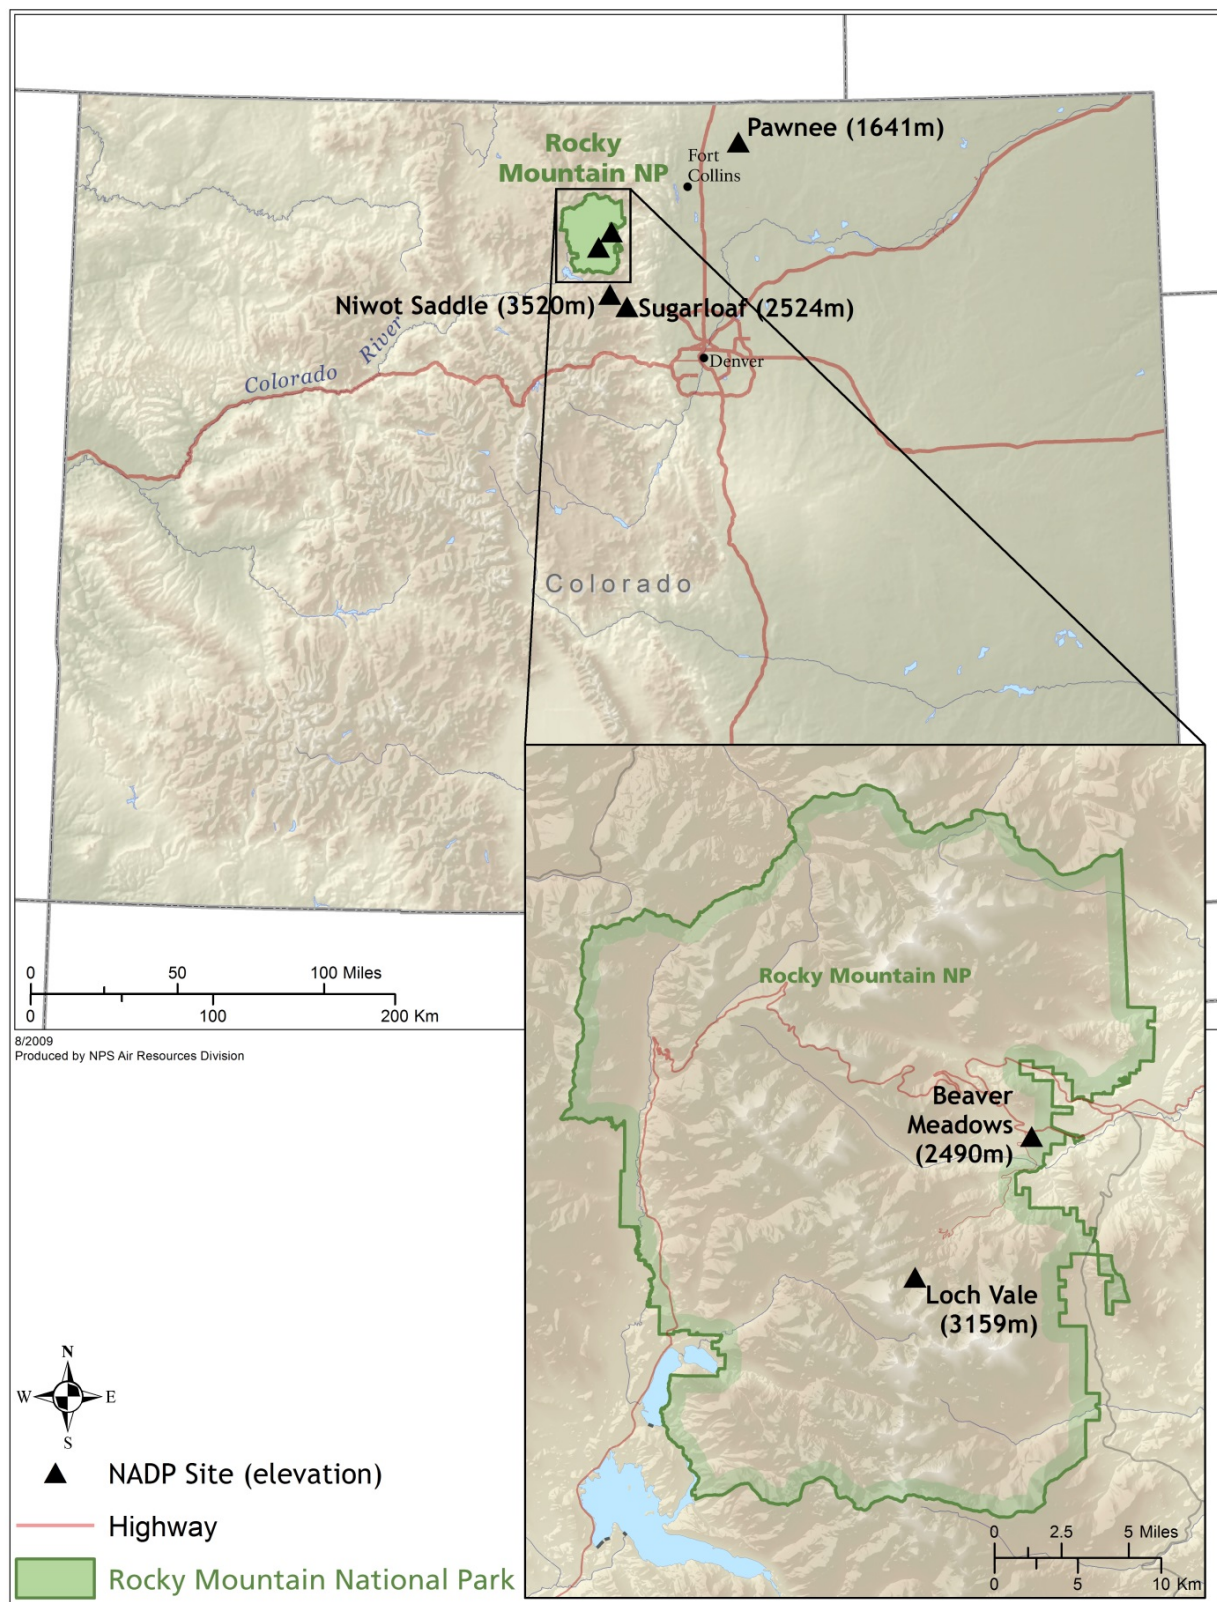 Pawnee (1641m)
Rocky
Mountain NP
Fort
Collins
Niwot Saddle (3520m)
Sugarloaf (2524m)
Denver
Colorado River
Colorado
Rocky Mountain NP
Beaver
Meadows
(2490m)
Loch Vale
(3159m)
0 50 100 Miles
0 100 200 Km
8/2009
Produced by NPS Air Resources Division
N
W E
S
NADP Site (elevation)
Highway
Rocky Mountain National Park
0 2.5 5 Miles
0 5 10 Km